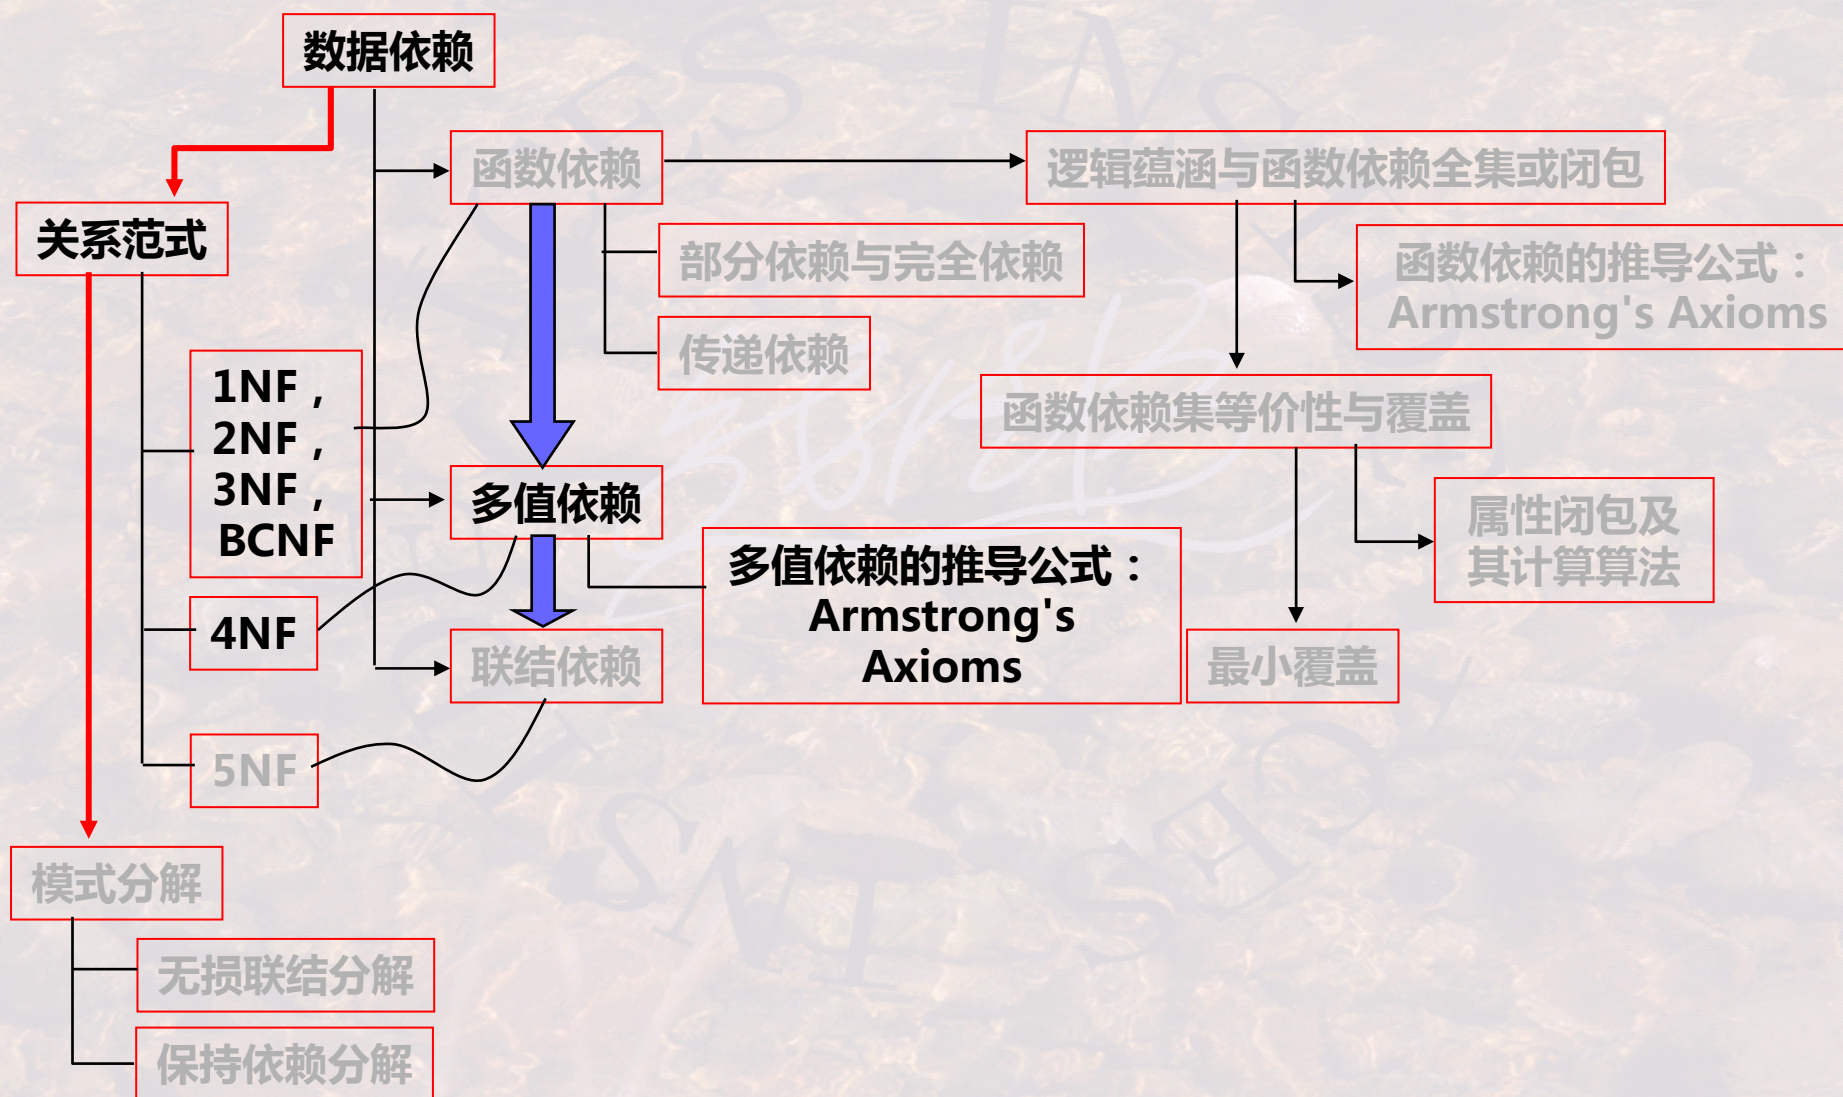 数据依赖
函数依赖
逻辑蕴涵与函数依赖全集或闭包
关系范式
部分依赖与完全依赖
函数依赖的推导公式：
Armstrong's Axioms
传递依赖
1NF，
2NF，
3NF，
BCNF
函数依赖集等价性与覆盖
多值依赖
属性闭包及
其计算算法
多值依赖的推导公式：
Armstrong's
Axioms
4NF
联结依赖
最小覆盖
5NF
模式分解
无损联结分解
保持依赖分解